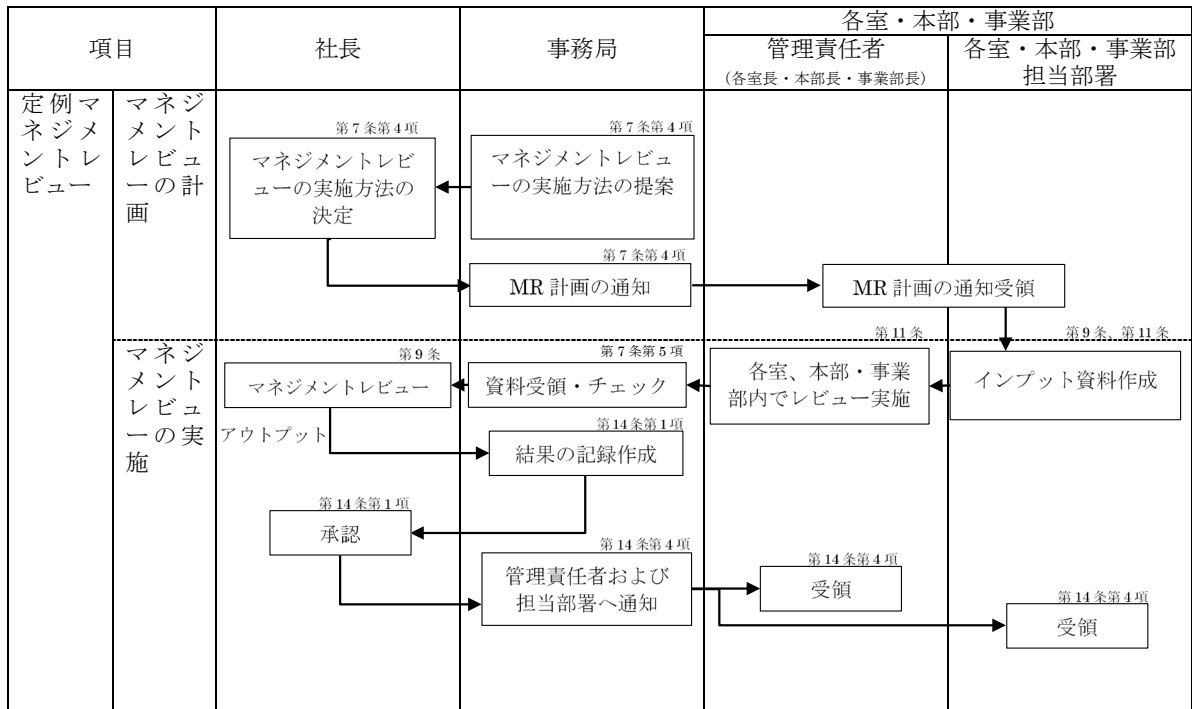 項目
社長
事務局
各室・本部・事業部
管理責任者
(各室長・本部長・事業部長)
各室・本部・事業部
担当部署
定例マ
ネジメ
ントレ
ビュー
マネジ
メント
レビュ
ーの計
画
第7条第4項
マネジメントレビ
ューの実施方法の
決定
第7条第4項
マネジメントレビュ
ーの実施方法の提案
第7条第4項
MR計画の通知
MR計画の通知受領
マネジ
メント
レビュ
ーの実
施
第9条
マネジメントレビュー
アウトプット
第7条第5項
資料受領・チェック
第11条
各室、本部・事業
部内でレビュー実施
第9条、第11条
インプット資料作成
第14条第1項
結果の記録作成
第14条第1項
承認
第14条第4項
管理責任者および
担当部署へ通知
第14条第4項
受領
第14条第4項
受領